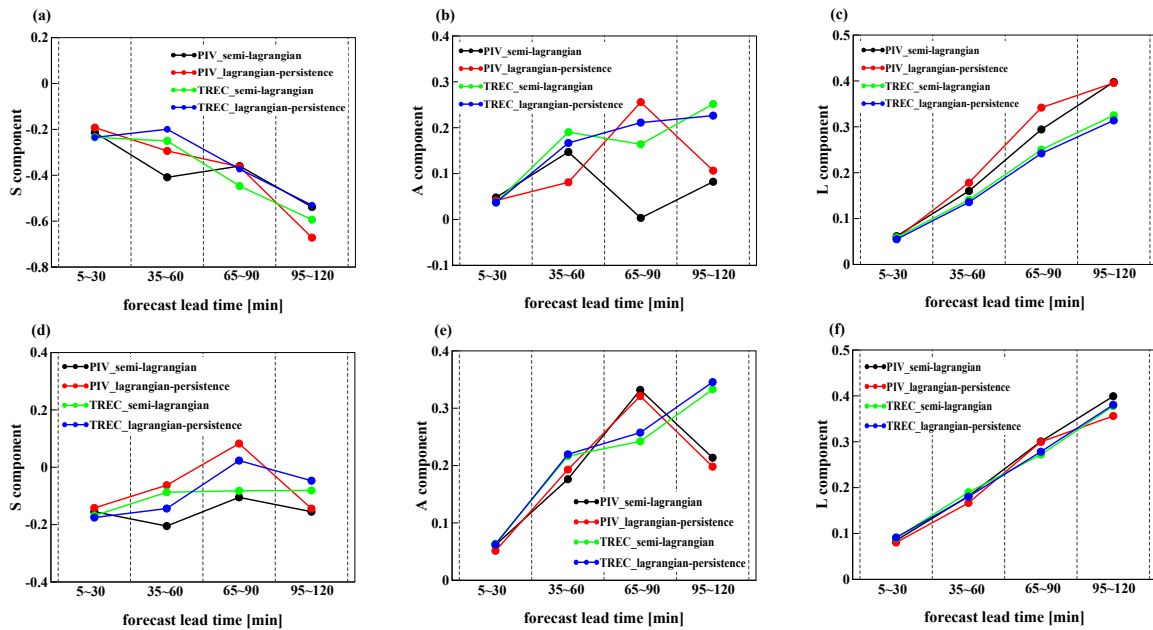 (a)
0.2
0
-0.2
-0.4
-0.6
-0.8
S component
PIV_semi-lagrangian
PIV_lagrangian-persistence
TREC_semi-lagrangian
TREC_lagrangian-persistence
5~30 35~60 65~90 95~120
forecast lead time [min]
(b)
0.4
0.3
0.2
0.1
0
-0.1
A component
PIV_semi-lagrangian
PIV_lagrangian-persistence
TREC_semi-lagrangian
TREC_lagrangian-persistence
5~30 35~60 65~90 95~120
forecast lead time [min]
(c)
0.5
0.4
0.3
0.2
0.1
0
L component
PIV_semi-lagrangian
PIV_lagrangian-persistence
TREC_semi-lagrangian
TREC_lagrangian-persistence
5~30 35~60 65~90 95~120
forecast lead time [min]
(d)
0.4
0.2
0
-0.2
-0.4
S component
PIV_semi-lagrangian
PIV_lagrangian-persistence
TREC_semi-lagrangian
TREC_lagrangian-persistence
5~30 35~60 65~90 95~120
forecast lead time [min]
(e)
0.4
0.3
0.2
0.1
0
A component
PIV_semi-lagrangian
PIV_lagrangian-persistence
TREC_semi-lagrangian
TREC_lagrangian-persistence
5~30 35~60 65~90 95~120
forecast lead time [min]
(f)
0.5
0.4
0.3
0.2
0.1
0
L component
PIV_semi-lagrangian
PIV_lagrangian-persistence
TREC_semi-lagrangian
TREC_lagrangian-persistence
5~30 35~60 65~90 95~120
forecast lead time [min]